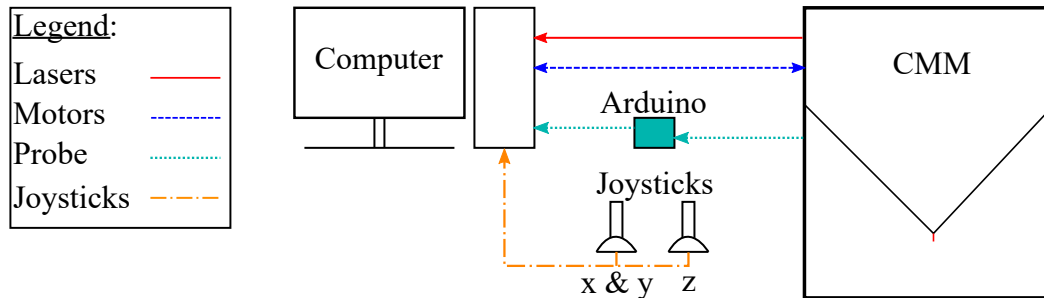 Legend:
Lasers
Motors
Probe
Joysticks
Computer
CMM
Arduino
Joysticks
x & y
z